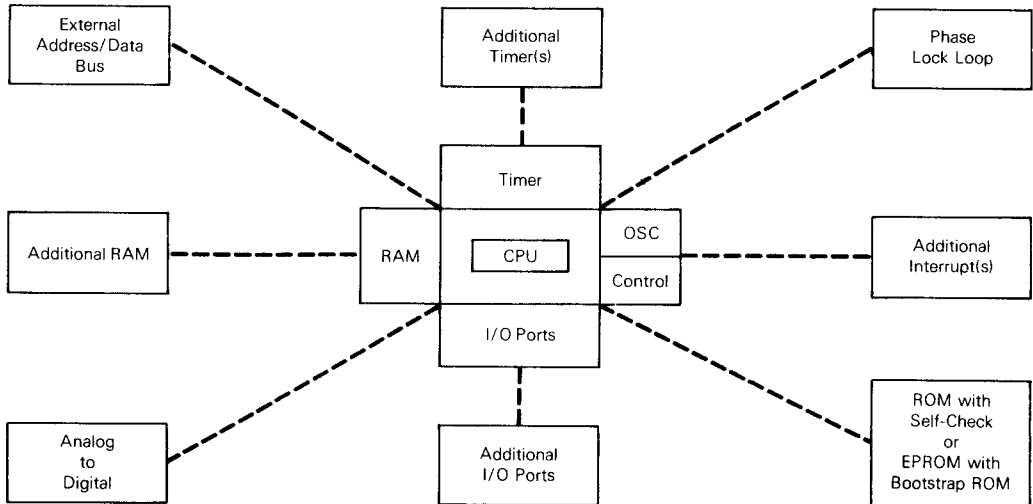 External
Address/Data
Bus
Additional
Timer(s)
Phase
Lock Loop
Timer
Additional RAM
RAM
CPU
OSC
Control
Additional
Interrupt(s)
I/O Ports
Analog
to
Digital
Additional
I/O Ports
ROM with
Self-Check
or
EPROM with
Bootstrap ROM